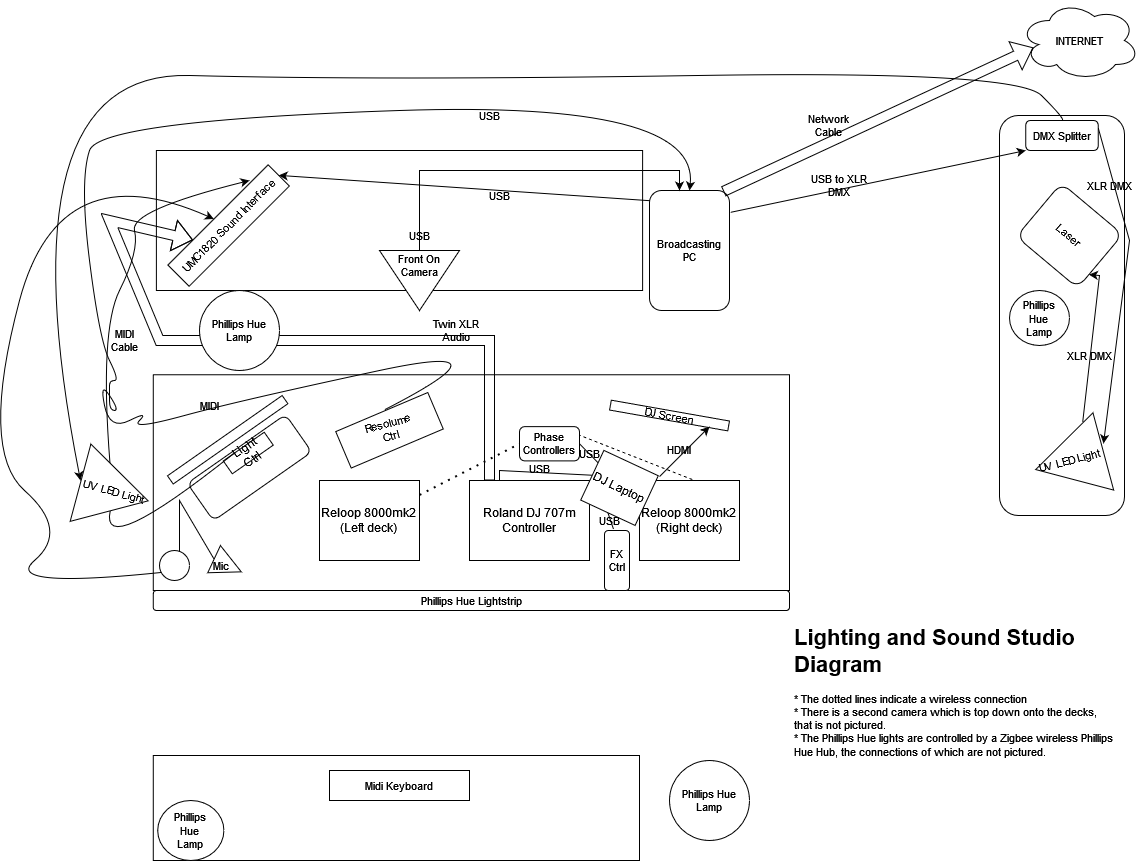 INTERNET
USB
Network
Cable
DMX Splitter
USB to XLR
DMX
XLR DMX
UMC1820 Sound Interface
USB
USB
Front On
Camera
Broadcasting
PC
Laser
Phillips Hue
Lamp
Phillips
Hue
Lamp
MIDI
Cable
Twin XLR
Audio
XLR DMX
MIDI
Resolume
Ctrl
DJ Screen
Light
Ctrl
Phase
Controllers
USB
HDMI
USB
UV LED Light
UV LED Light
DJ Laptop
Reloop 8000mk2
(Left deck)
Roland DJ 707m
Controller
USB
Reloop 8000mk2
(Right deck)
FX
Ctrl
Mic
Phillips Hue Lightstrip
Lighting and Sound Studio
Diagram
* The dotted lines indicate a wireless connection
* There is a second camera which is top down onto the decks,
that is not pictured.
* The Phillips Hue lights are controlled by a Zigbee wireless Phillips
Hue Hub, the connections of which are not pictured.
Midi Keyboard
Phillips Hue
Lamp
Phillips
Hue
Lamp